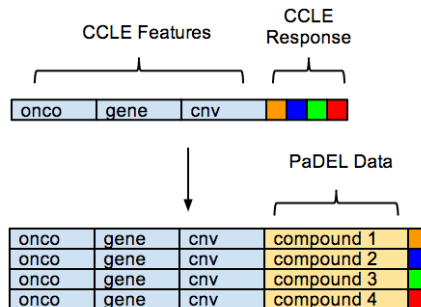 CCLE Features
CCLE
Response
onco gene cnv
PaDEL Data
onco gene cnv compound 1
onco gene cnv compound 2
onco gene cnv compound 3
onco gene cnv compound 4